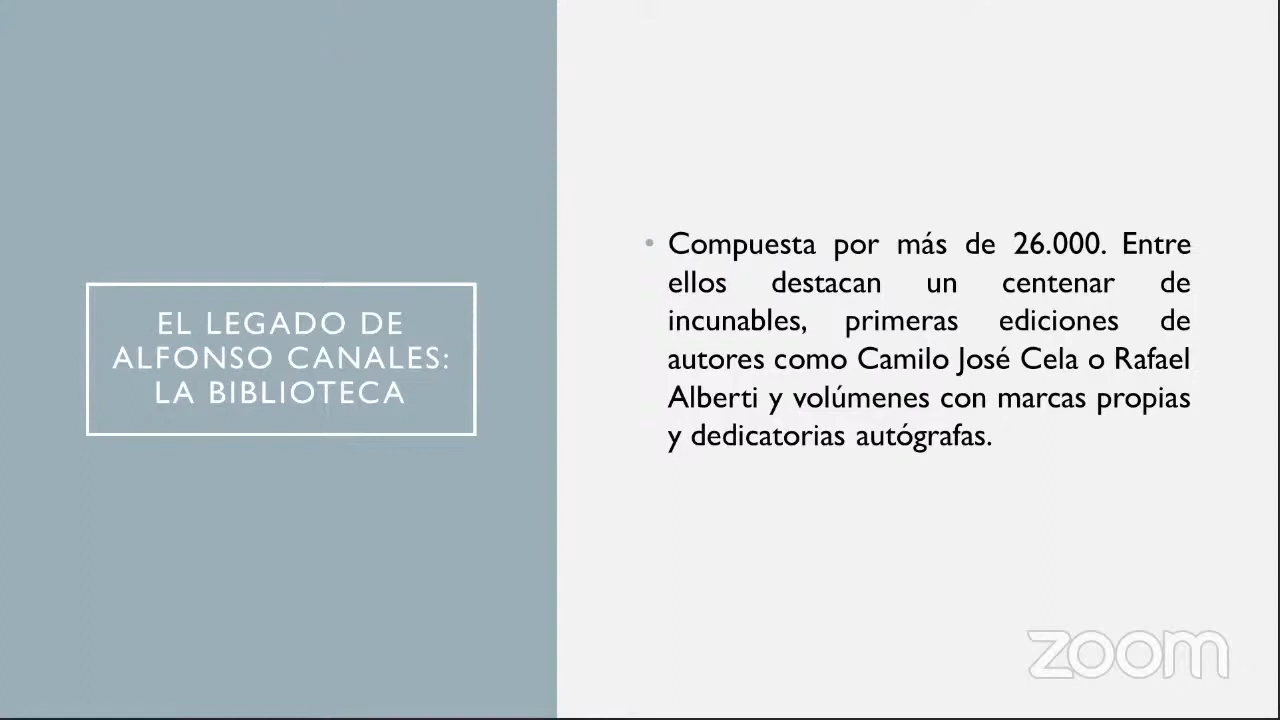 EL LEGADO DE
ALFONSO CANALES:
LA BIBLIOTECA
• Compuesta por más de 26.000. Entre
ellos destacan un centenar de
incunables, primeras ediciones de
autores como Camilo José Cela o Rafael
Alberti y volúmenes con marcas propias
y dedicatorias autógrafas.
zoom